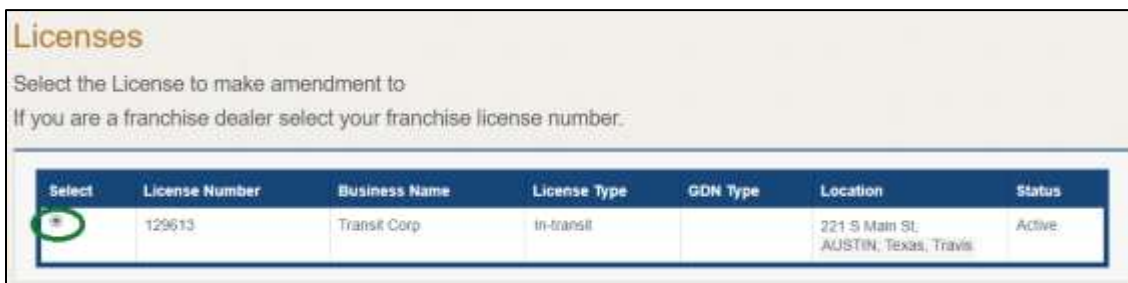 Licenses
Select the License to make amendment to
If you are a franchise dealer select your franchise license number.
Select License Number Business Name License Type GDN Type Location Status
129613 Transit Corp In-transit 221 S Main St, Active
AUSTIN, Texas, Travis